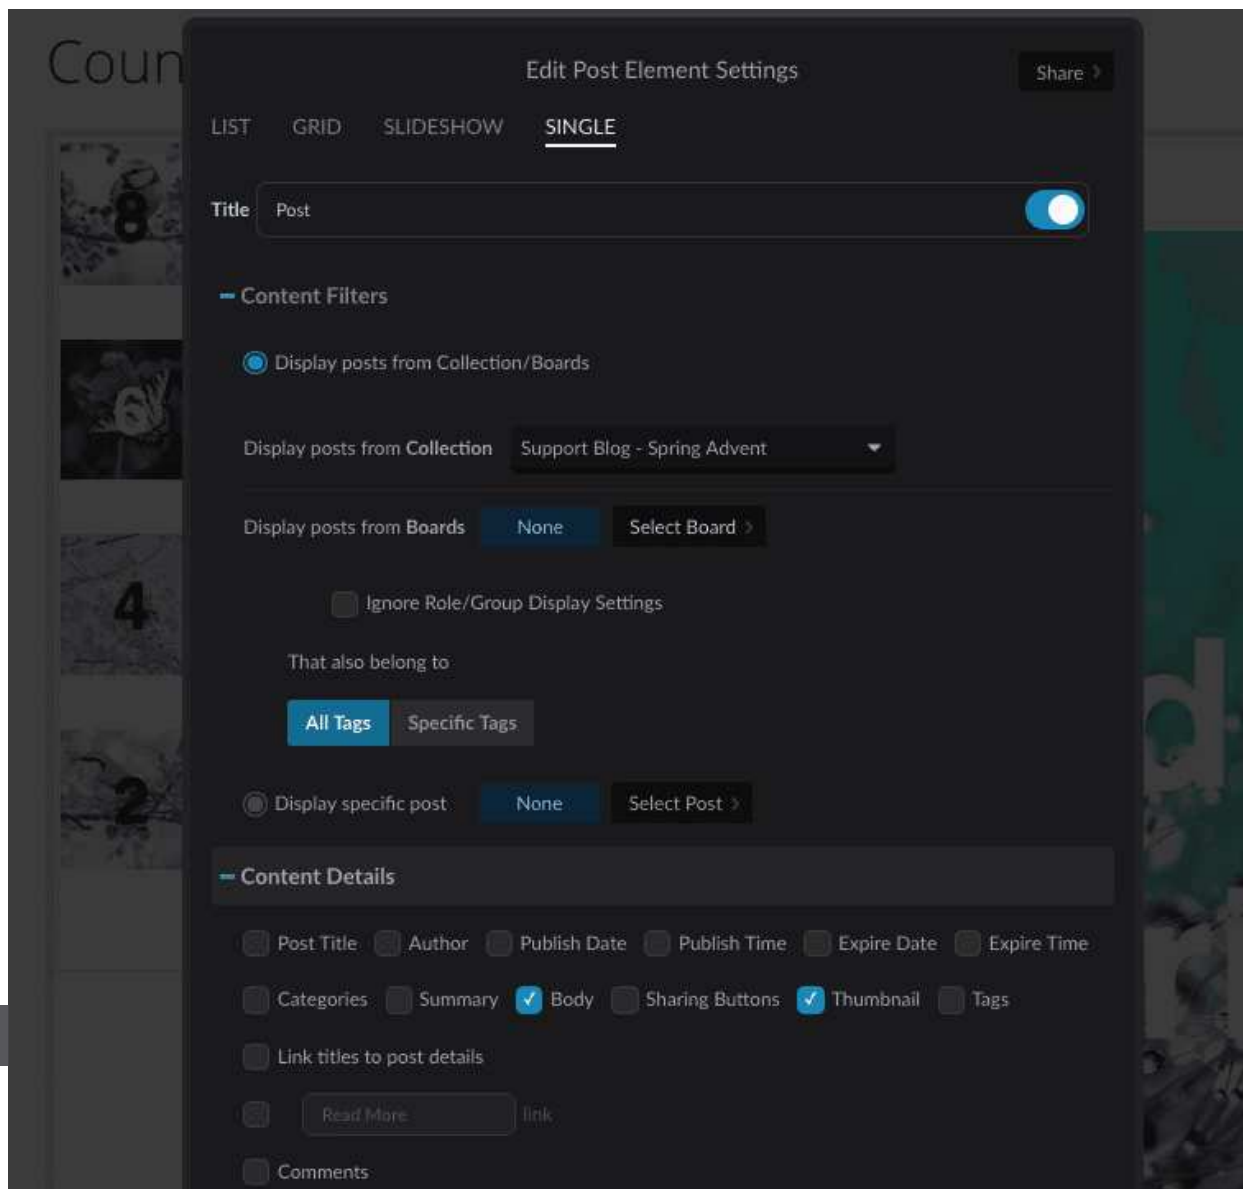 Coun
Edit Post Element Settings
Share
LIST GRID SLIDESHOW SINGLE
Title Post
Content Filters
Display posts from Collection/Boards
Display posts from Collection Support Blog - Spring Advent
Display posts from Boards None Select Board
Ignore Role/Group Display Settings
That also belong to
All Tags Specific Tags
Display specific post None Select Post
Content Details
Post Title Author Publish Date Publish Time Expire Date Expire Time
Categories Summary Body Sharing Buttons Thumbnail Tags
Link titles to post details
Read More link
Comments
8
6
4
2
d